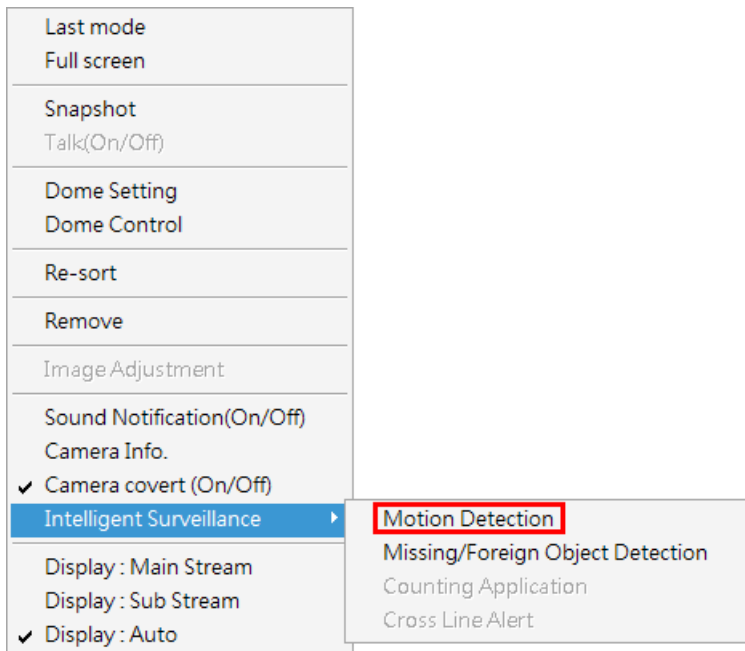 Last mode
Full screen
Snapshot
Talk(On/Off)
Dome Setting
Dome Control
Re-sort
Remove
Image Adjustment
Sound Notification(On/Off)
Camera Info.
Camera covert (On/Off)
Intelligent Surveillance
Motion Detection
Missing/Foreign Object Detection
Counting Application
Cross Line Alert
Display : Main Stream
Display : Sub Stream
Display : Auto